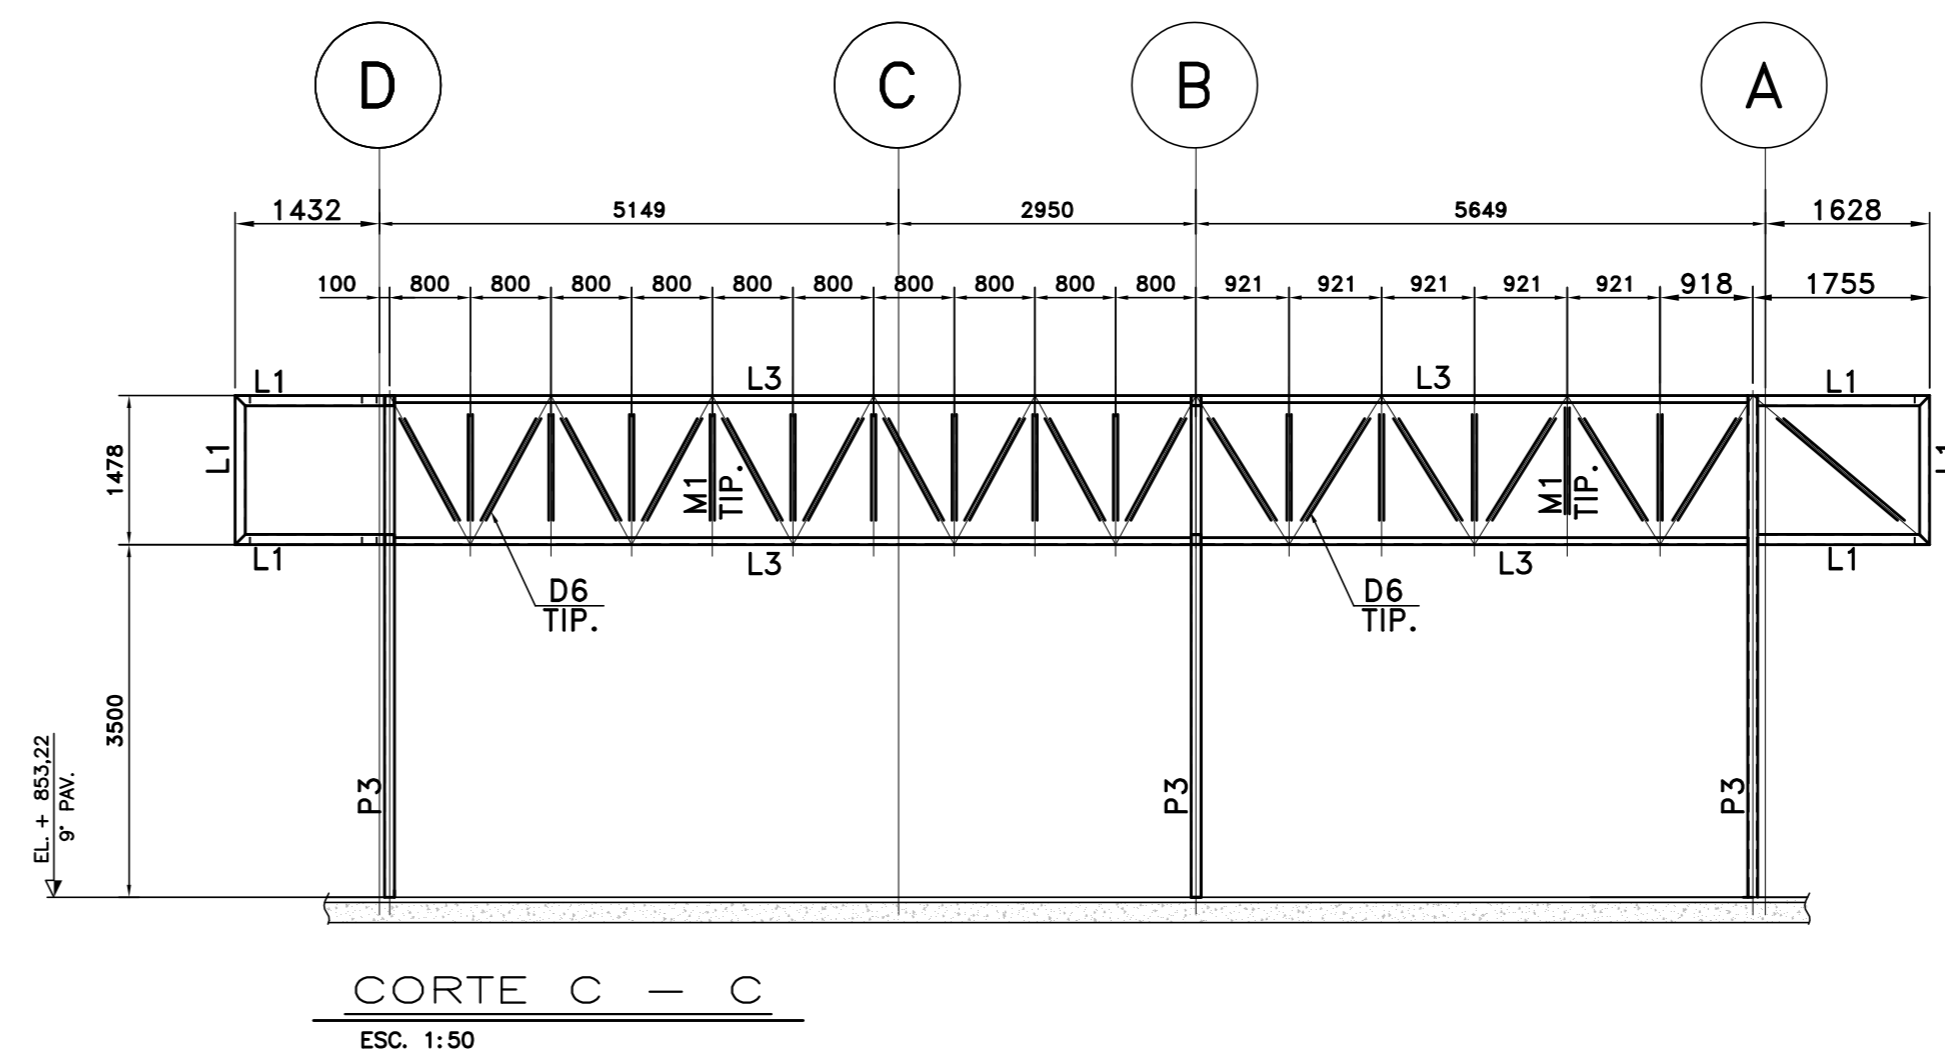 D C B A
1432 5149 2950 5649 1628
100 800 800 800 800 800 800 800 800 800 800 921 921 921 921 921 918 1755
L1 L3 L3 L1
1478
L1
M1
TIP.
M1
TIP.
L1
L1 L3 L3 L1
D6
TIP.
D6
TIP.
3500
EL. + 853,22
9° PAV.
P3 P3 P3
CORTE C – C
ESC. 1:50